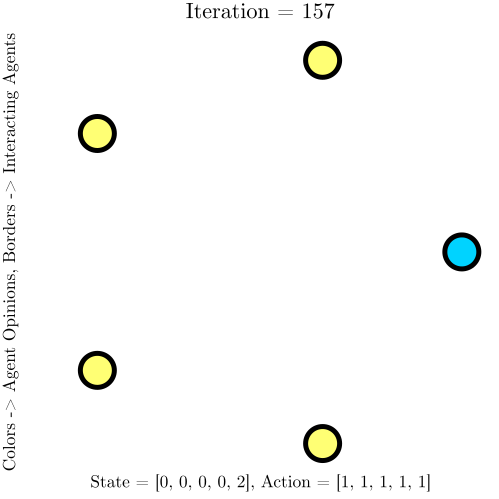 Iteration = 157
Colors -> Agent Opinions, Borders -> Interacting Agents
State = [0, 0, 0, 0, 2], Action = [1, 1, 1, 1, 1]